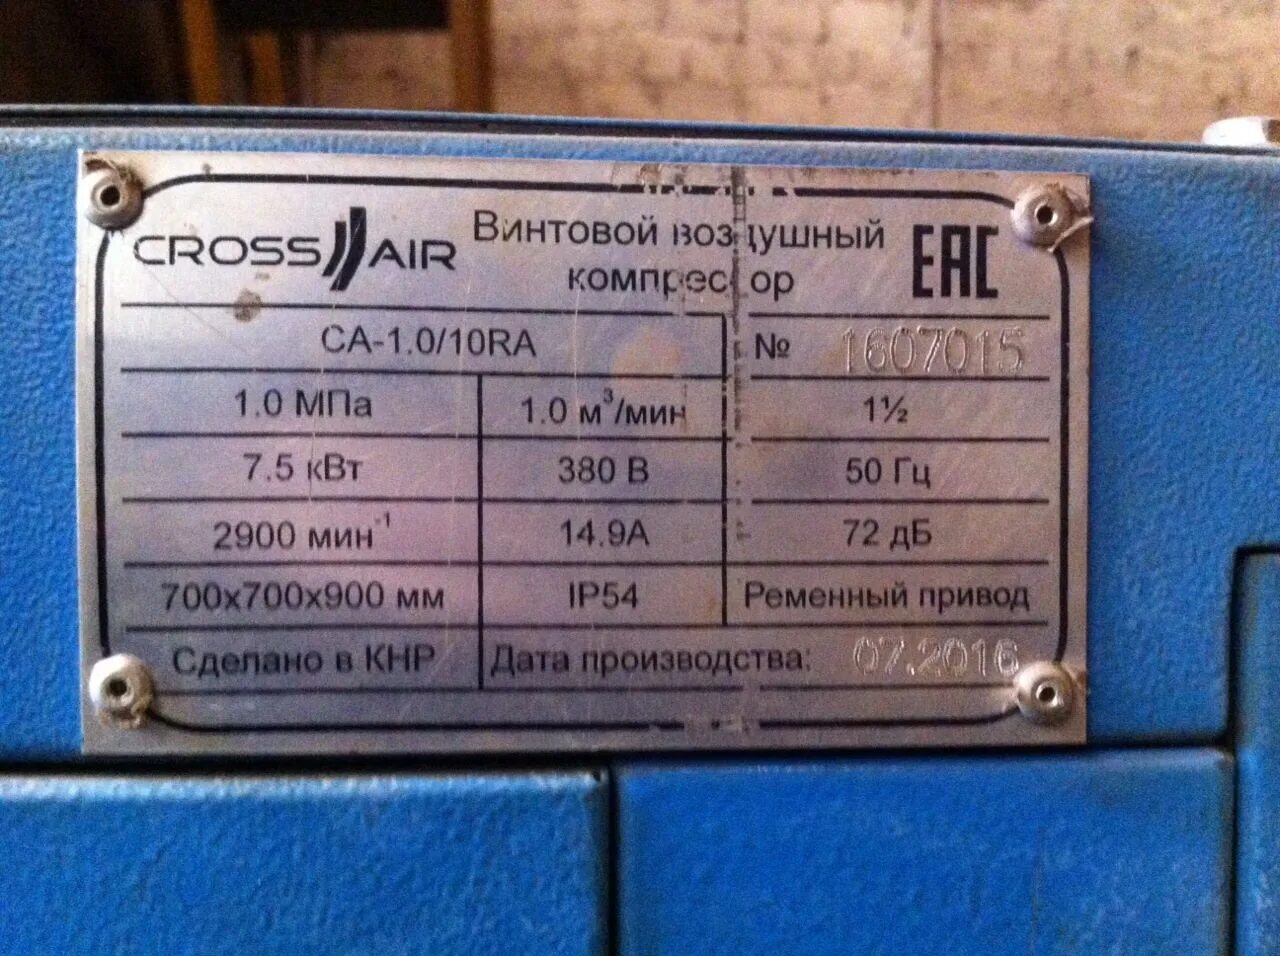 CROSS AIR
Винтовой воздушный
компрессор
EAC
CA-1.0/10RA
№ 1607015
1.0 МПа
1.0 м³/мин
1½
7.5 кВт
380 В
50 Гц
2900 мин⁻¹
14.9А
72 дБ
700х700х900 мм
IP54
Ременный привод
Сделано в КНР
Дата производства: 07.2016